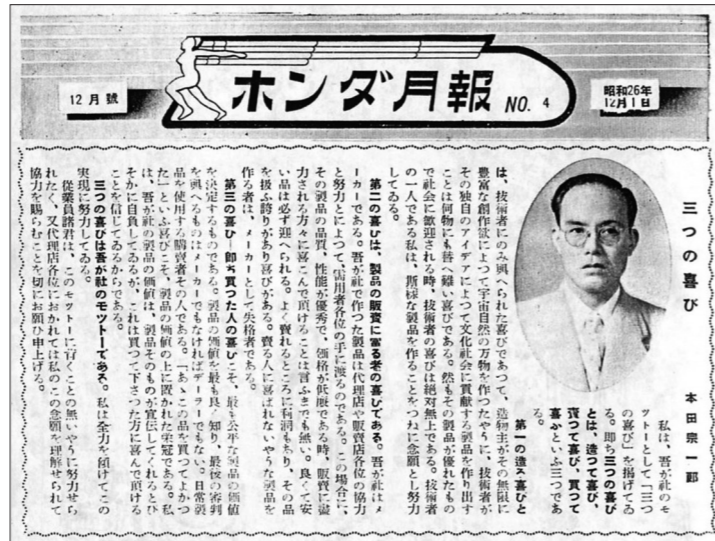 12月號
ホンダ月報 NO. 4
昭和26年
12月1日
三つの喜び
本田宗一郎
私は、吾が社のモ
ツトーとして「三つ
の喜び」を掲げてゐ
る。即ち三つの喜び
とは、造つて喜び、
賣つて喜び、買つて
喜ぶといふ三つであ
る。
第一の造る喜びと
は、技術者にのみ與へられた喜びであつて、造物主がその無限に
豊富な創作慾によつて宇宙自然の万物を作つたやうに、技術者が
その独自のアイデアによつて文化社会に貢献する製品を作り出す
ことは何物にも替へ難い喜びである。然もその製品が優れたもの
で社会に歓迎される時、技術者の喜びは絶対無上である。技術者
の一人である私は、斯様な製品を作ることをつねに念願とし努力
してゐる。
第二の喜びは、製品の販賣に當る者の喜びである。吾が社はメ
ーカーである。吾が社で作つた製品は代理店や販賣店各位の協力
と努力とによつて、需用者各位の手に渡るのである。この場合に、
その製品の品質、性能が優秀で、価格が低廉である時、販賣に盡
力される方々に喜こんで頂けることは言ふまでも無い。良くて安
い品は必ず迎へられる。よく賣れるところに利潤もあり、その品
を扱ふ誇りがあり喜びがある。賣る人に喜ばれないやうな製品を
作る者は、メーカーとして失格者である。
第三の喜び—即ち買つた人の喜びこそ、最も公平な製品の価値
を決定するものである。製品の価値を最もよく知り、最後の審判
を與へるものはメーカーでもなければデーラーでもない。日常製
品を使用する購賣者その人である。「あゝこの品を買つてよかつ
た」といふ喜びこそ、製品の価値の上に置かれた栄冠である。私
は、吾が社の製品の価値は、製品そのものが宣伝してくれるとひ
そかに自負してゐるが、これは買つて下さつた方に喜んで頂ける
ことを信じてゐるからである。
三つの喜びは吾が社のモツトーである。私は全力を傾けてこの
実現に努力してゐる。
従業員諸君は、このモツトーに背くことの無いやうに努力せら
れたく、又代理店各位におかれては私のこの念願を理解せられて
協力を賜らむことを切にお願ひ申上げる。